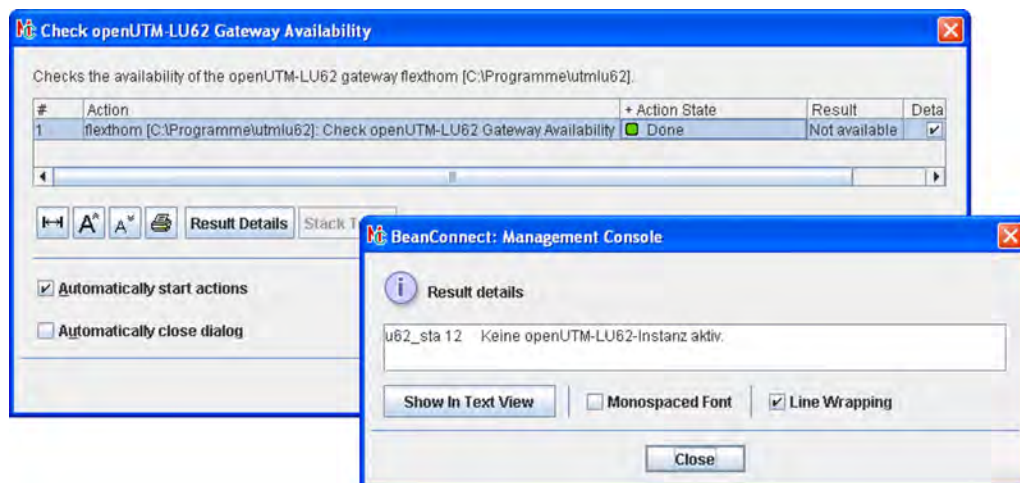 Check openUTM-LU62 Gateway Availability
Checks the availability of the openUTM-LU62 gateway flexthom [C:\Programme\utmlu62].
# Action + Action State Result Deta
1 flexthom [C:\Programme\utmlu62]: Check openUTM-LU62 Gateway Availability Done Not available
Result Details Stack T
BeanConnect: Management Console
Automatically start actions
Automatically close dialog
Result details
u62_sta 12 Keine openUTM-LU62-Instanz aktiv.
Show In Text View Monospaced Font Line Wrapping
Close